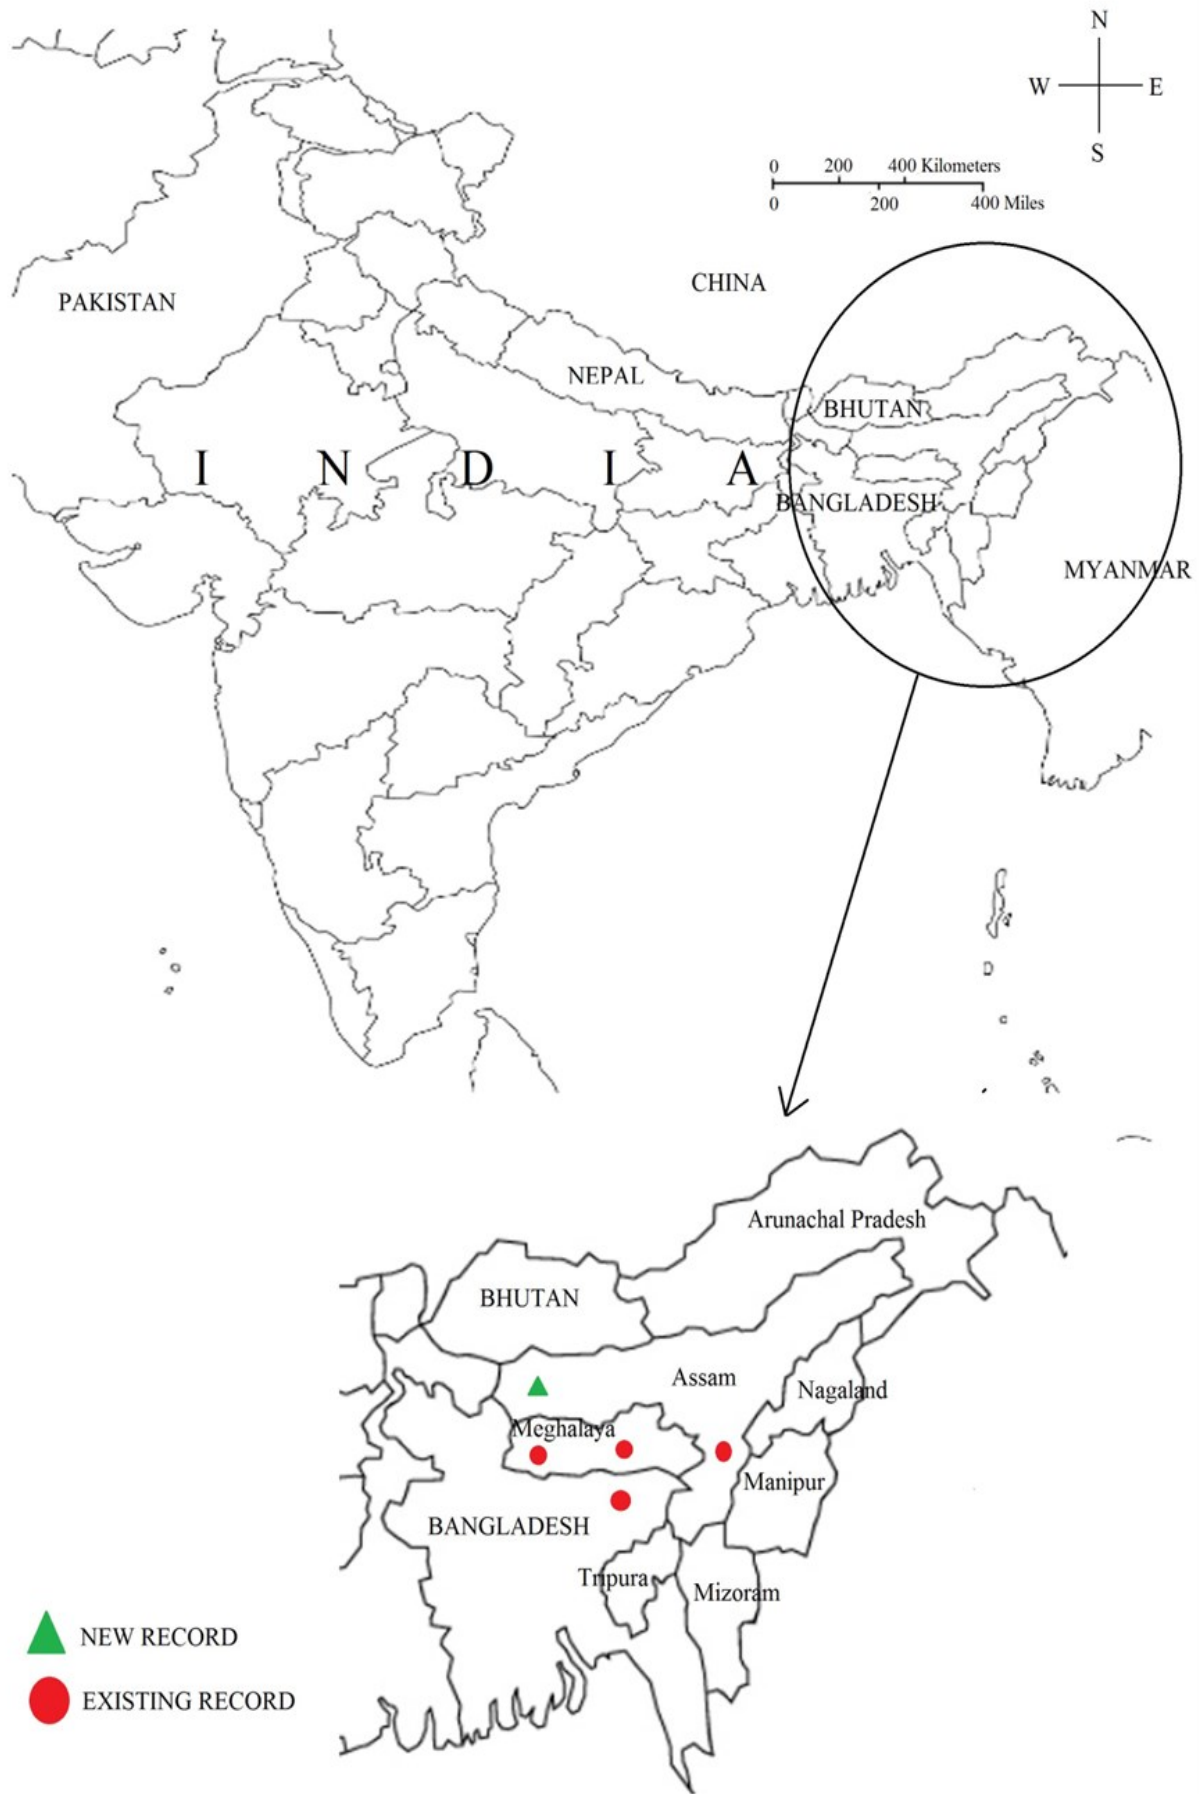 N
W E
S
0 200 400 Kilometers
0 200 400 Miles
CHINA
PAKISTAN
NEPAL
BHUTAN
I N D I A
BANGLADESH
MYANMAR
Arunachal Pradesh
BHUTAN
Assam
Nagaland
Meghalaya
Manipur
BANGLADESH
Tripura
Mizoram
NEW RECORD
EXISTING RECORD